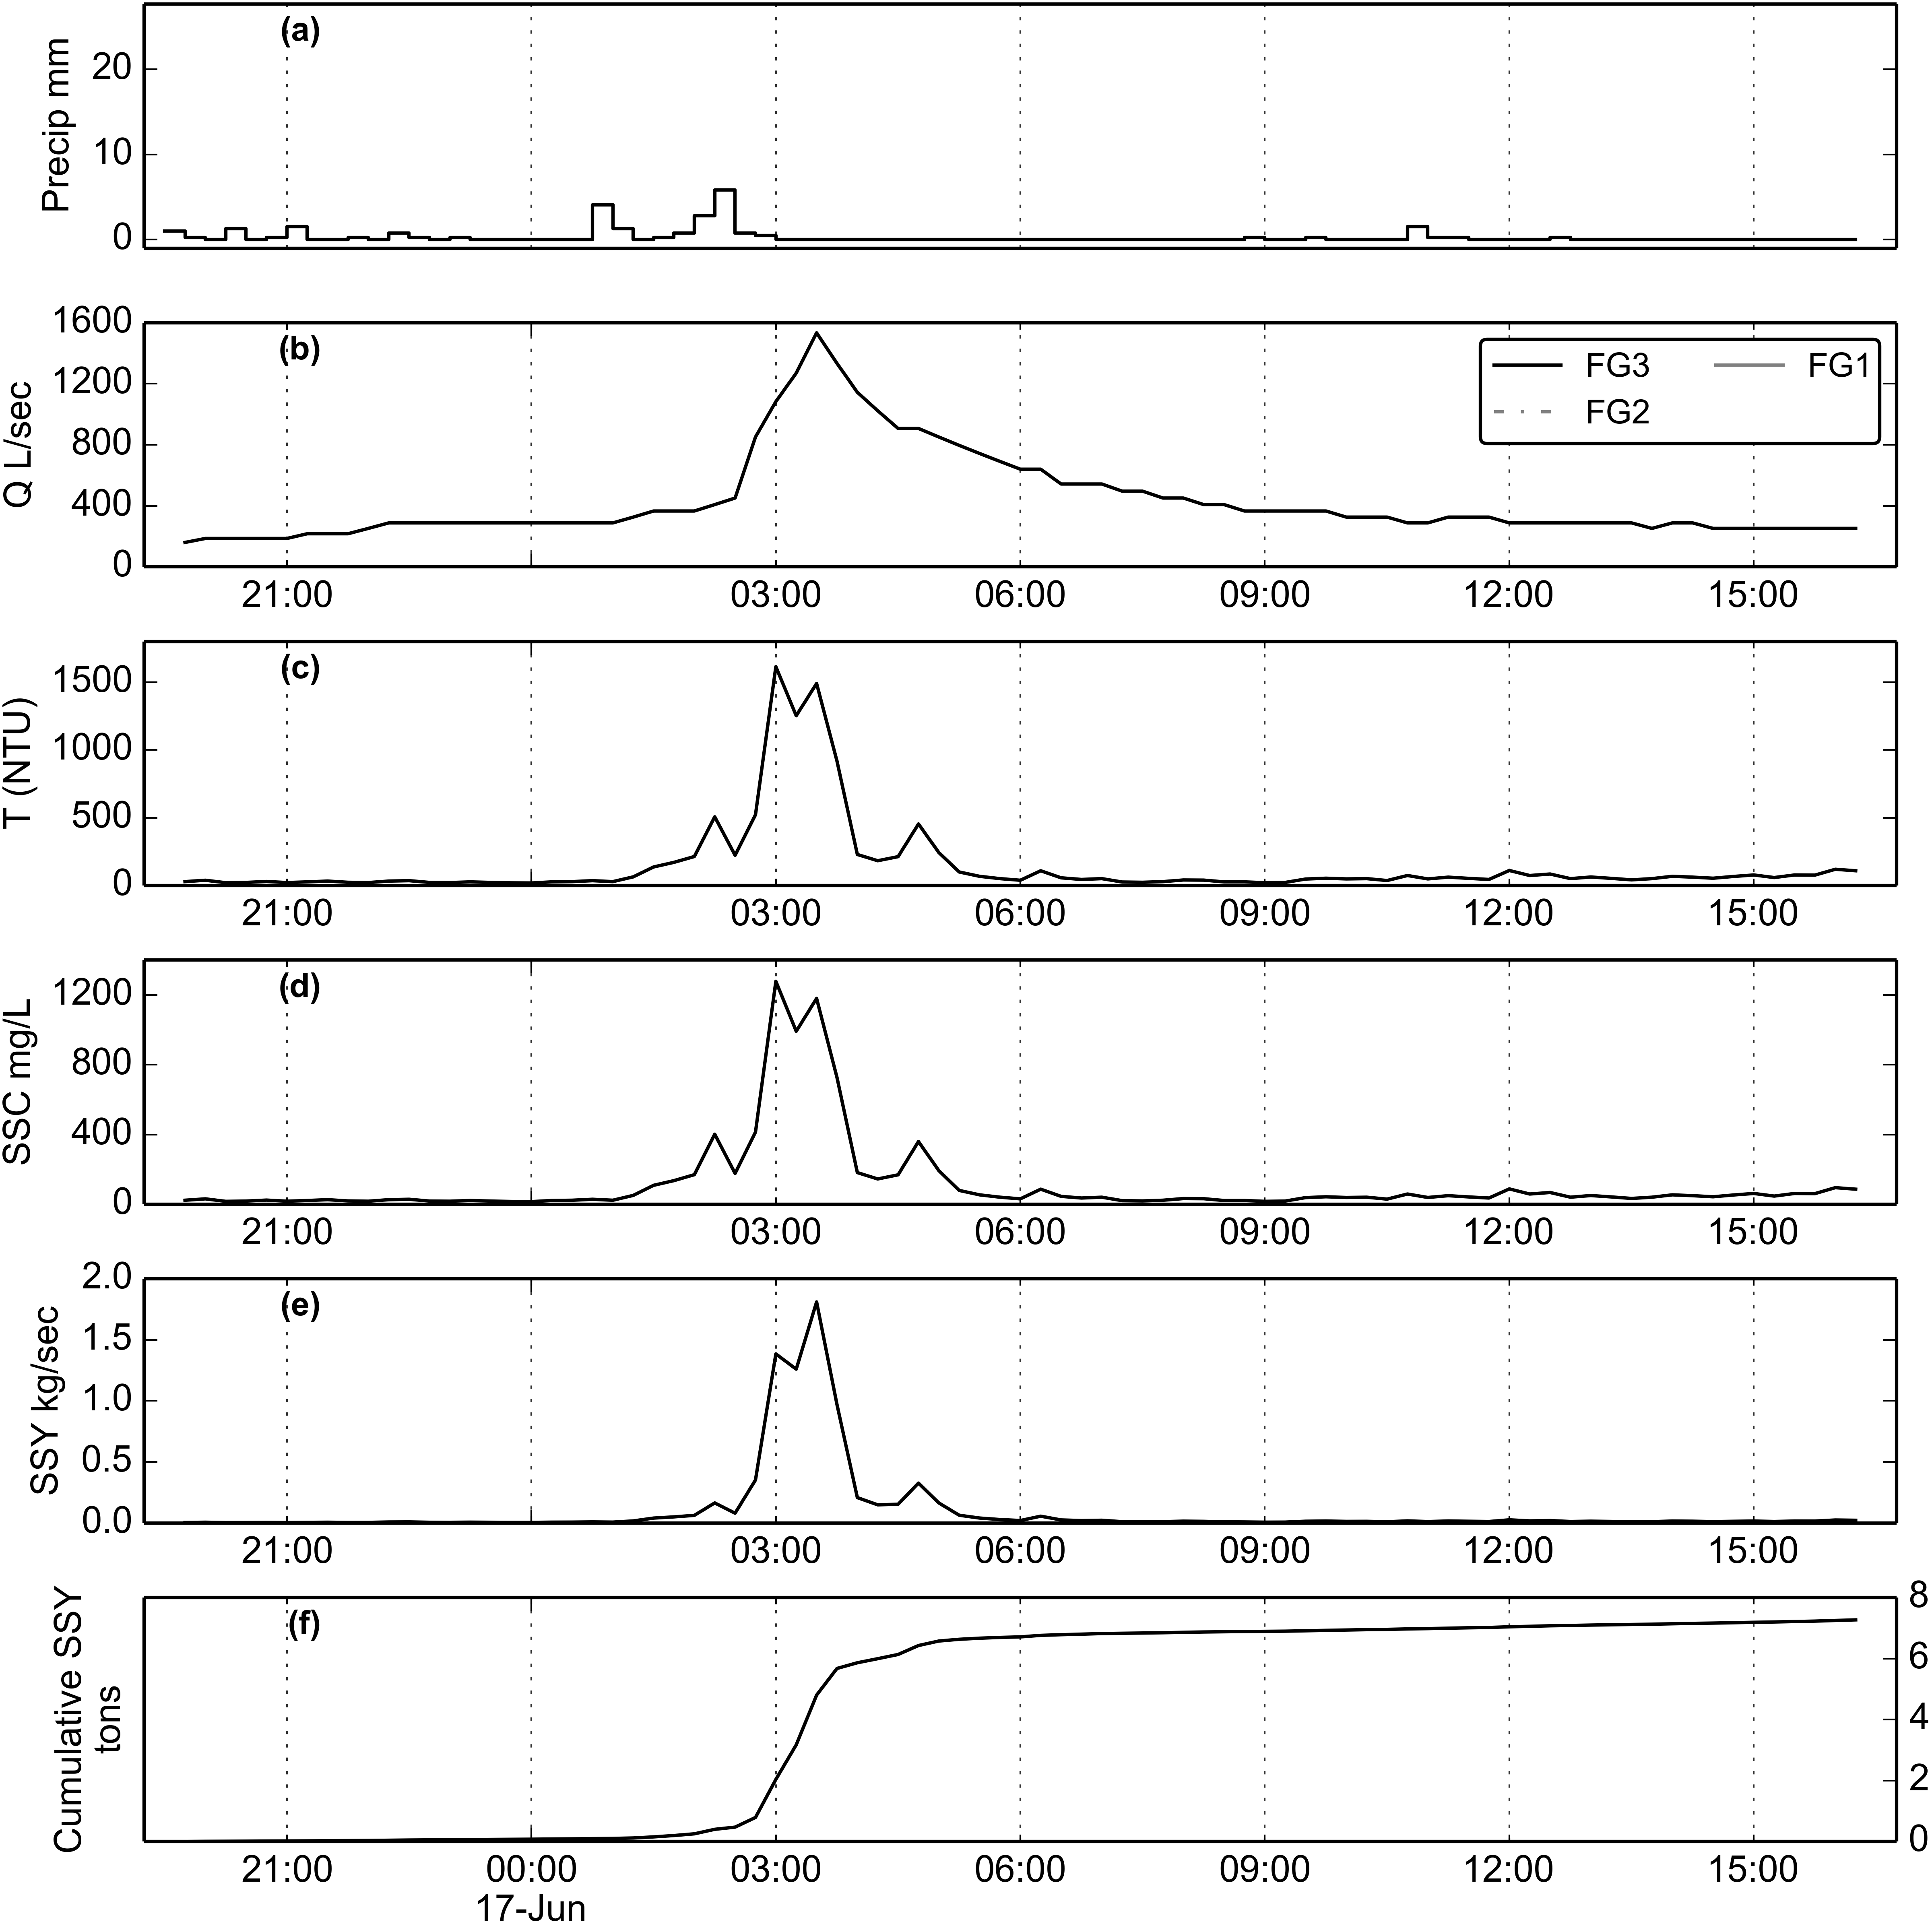 (a)
Precip mm
20
10
0
(b)
Q L/sec
1600
1200
800
400
0
FG3 FG1
FG2
21:00 03:00 06:00 09:00 12:00 15:00
(c)
T (NTU)
1500
1000
500
0
21:00 03:00 06:00 09:00 12:00 15:00
(d)
SSC mg/L
1200
800
400
0
21:00 03:00 06:00 09:00 12:00 15:00
(e)
SSY kg/sec
2.0
1.5
1.0
0.5
0.0
21:00 03:00 06:00 09:00 12:00 15:00
(f)
Cumulative SSY
tons
8
6
4
2
0
21:00 00:00 03:00 06:00 09:00 12:00 15:00
17-Jun